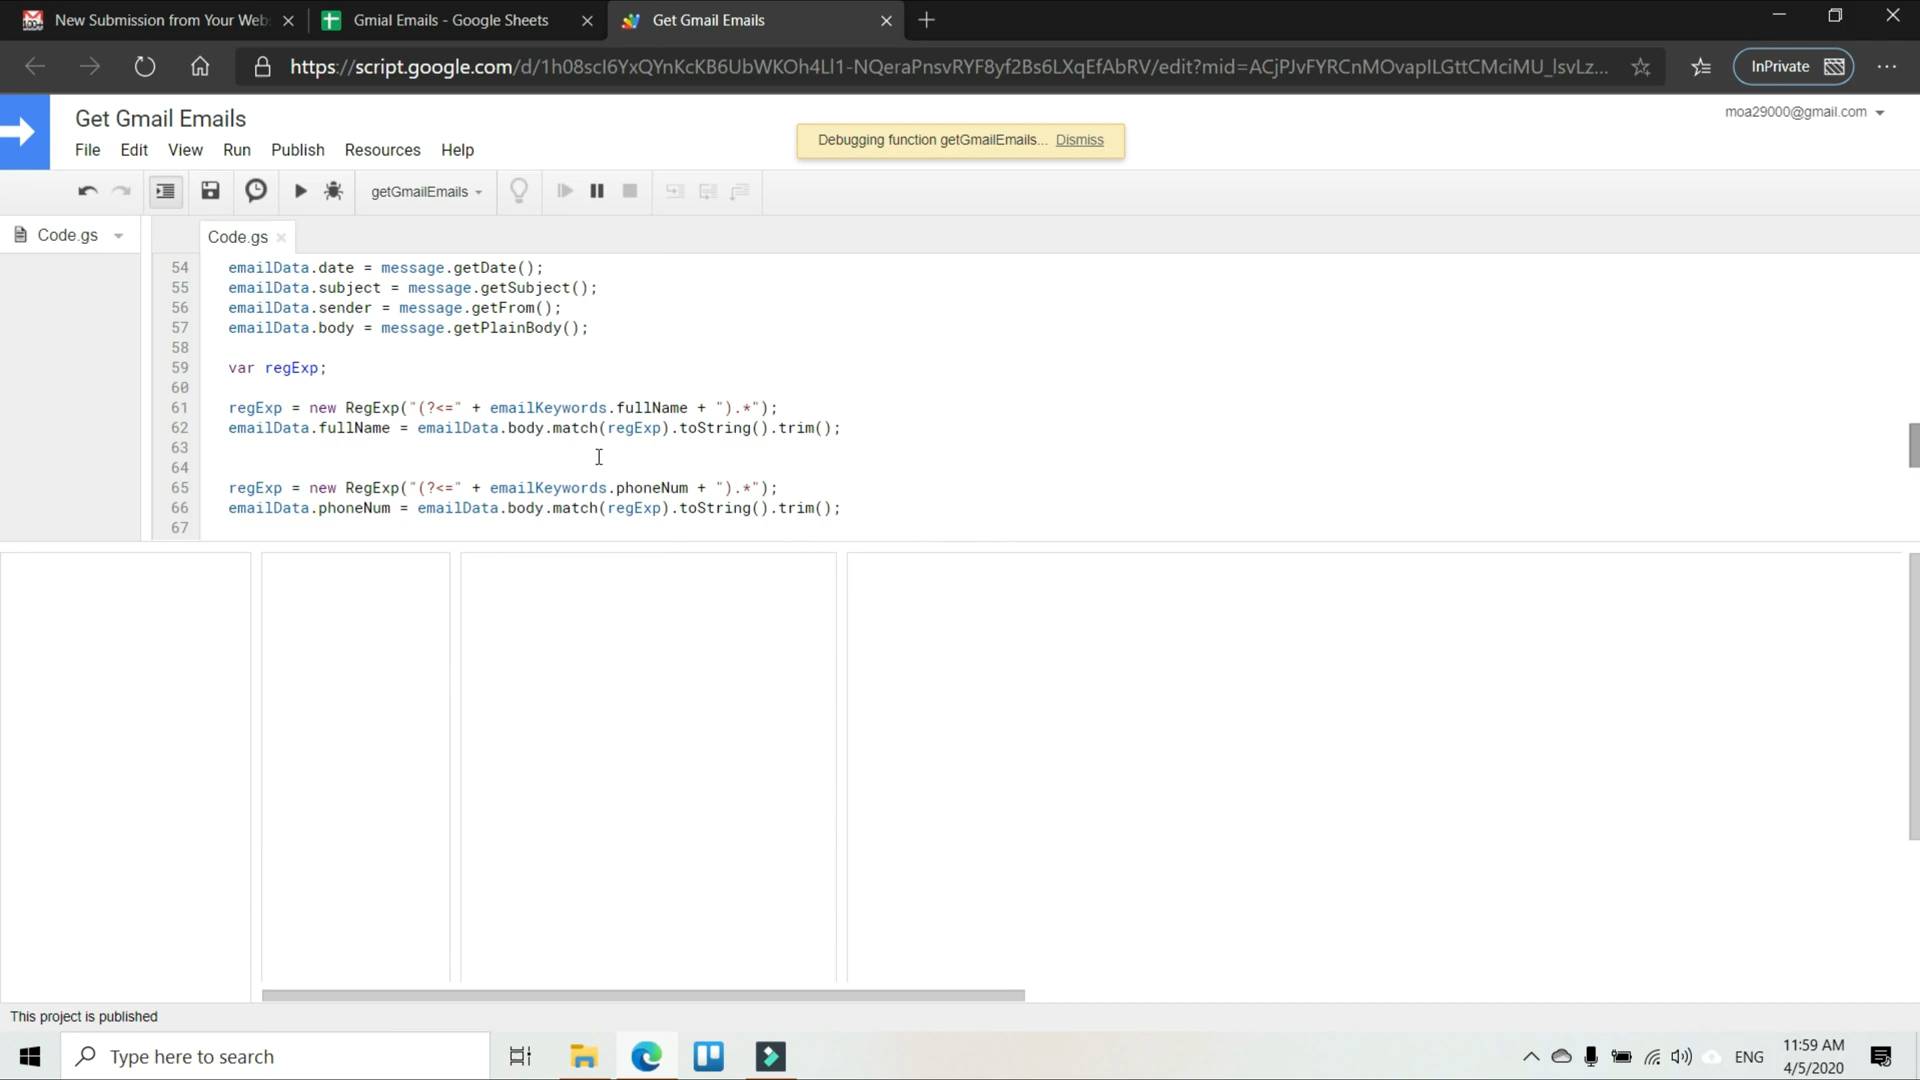 New Submission from Your Web
Gmial Emails - Google Sheets
Get Gmail Emails
https://script.google.com/d/1h08scI6YxQYnKcKB6UbWKOh4Ll1-NQeraPnsvRYF8yf2Bs6LXqEfAbRV/edit?mid=ACjPJvFYRCnMOvapILGttCMciMU_lsvLz...
InPrivate
Get Gmail Emails
moa29000@gmail.com
Debugging function getGmailEmails... Dismiss
File Edit View Run Publish Resources Help
getGmailEmails
Code.gs
Code.gs
54 emailData.date = message.getDate();
55 emailData.subject = message.getSubject();
56 emailData.sender = message.getFrom();
57 emailData.body = message.getPlainBody();
58
59 var regExp;
60
61 regExp = new RegExp("(?<=" + emailKeywords.fullName + ").*");
62 emailData.fullName = emailData.body.match(regExp).toString().trim();
63
64
65 regExp = new RegExp("(?<=" + emailKeywords.phoneNum + ").*");
66 emailData.phoneNum = emailData.body.match(regExp).toString().trim();
67
This project is published
Type here to search
ENG
11:59 AM
4/5/2020